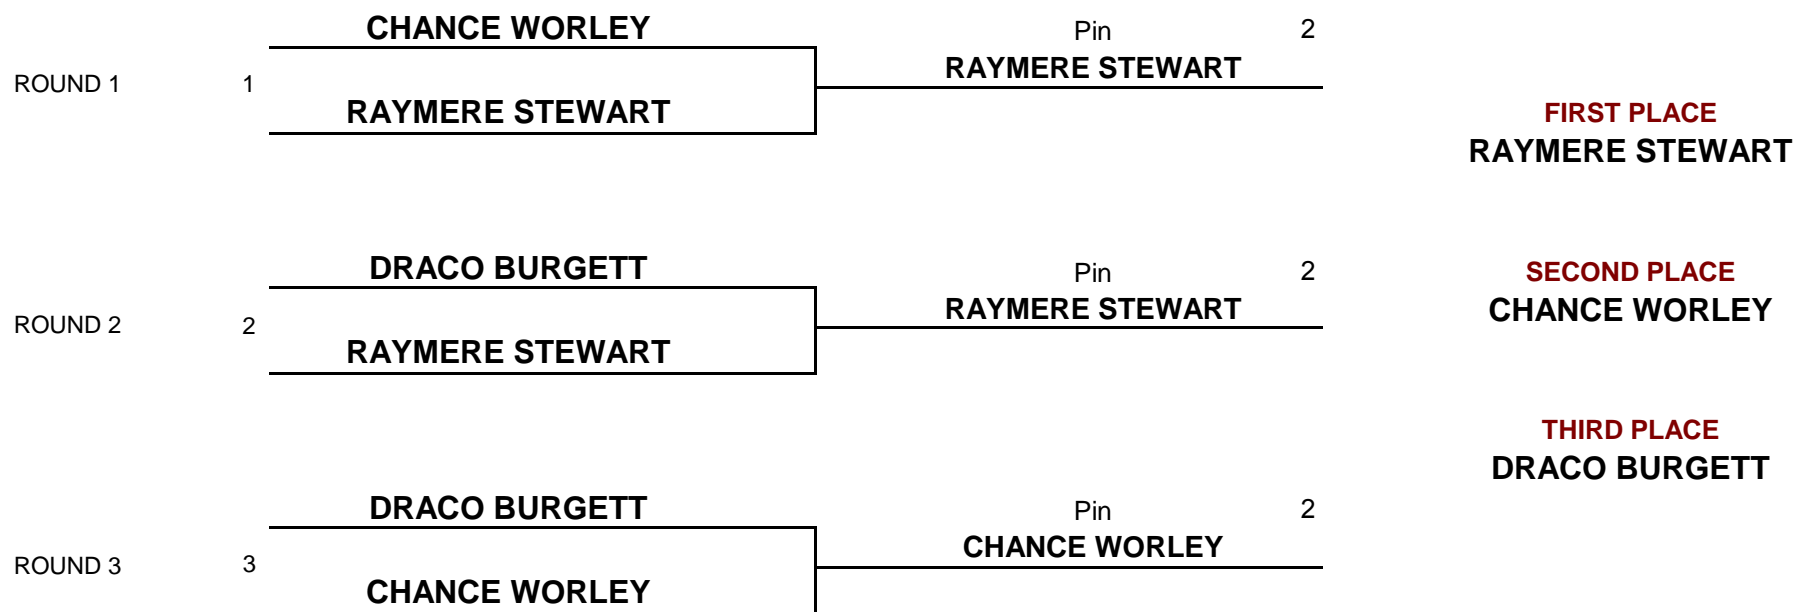 CHANCE WORLEY
Pin 2
RAYMERE STEWART
ROUND 1 1
RAYMERE STEWART
FIRST PLACE
RAYMERE STEWART
DRACO BURGETT
Pin 2
SECOND PLACE
RAYMERE STEWART
CHANCE WORLEY
ROUND 2 2
RAYMERE STEWART
THIRD PLACE
DRACO BURGETT
DRACO BURGETT
Pin 2
CHANCE WORLEY
ROUND 3 3
CHANCE WORLEY